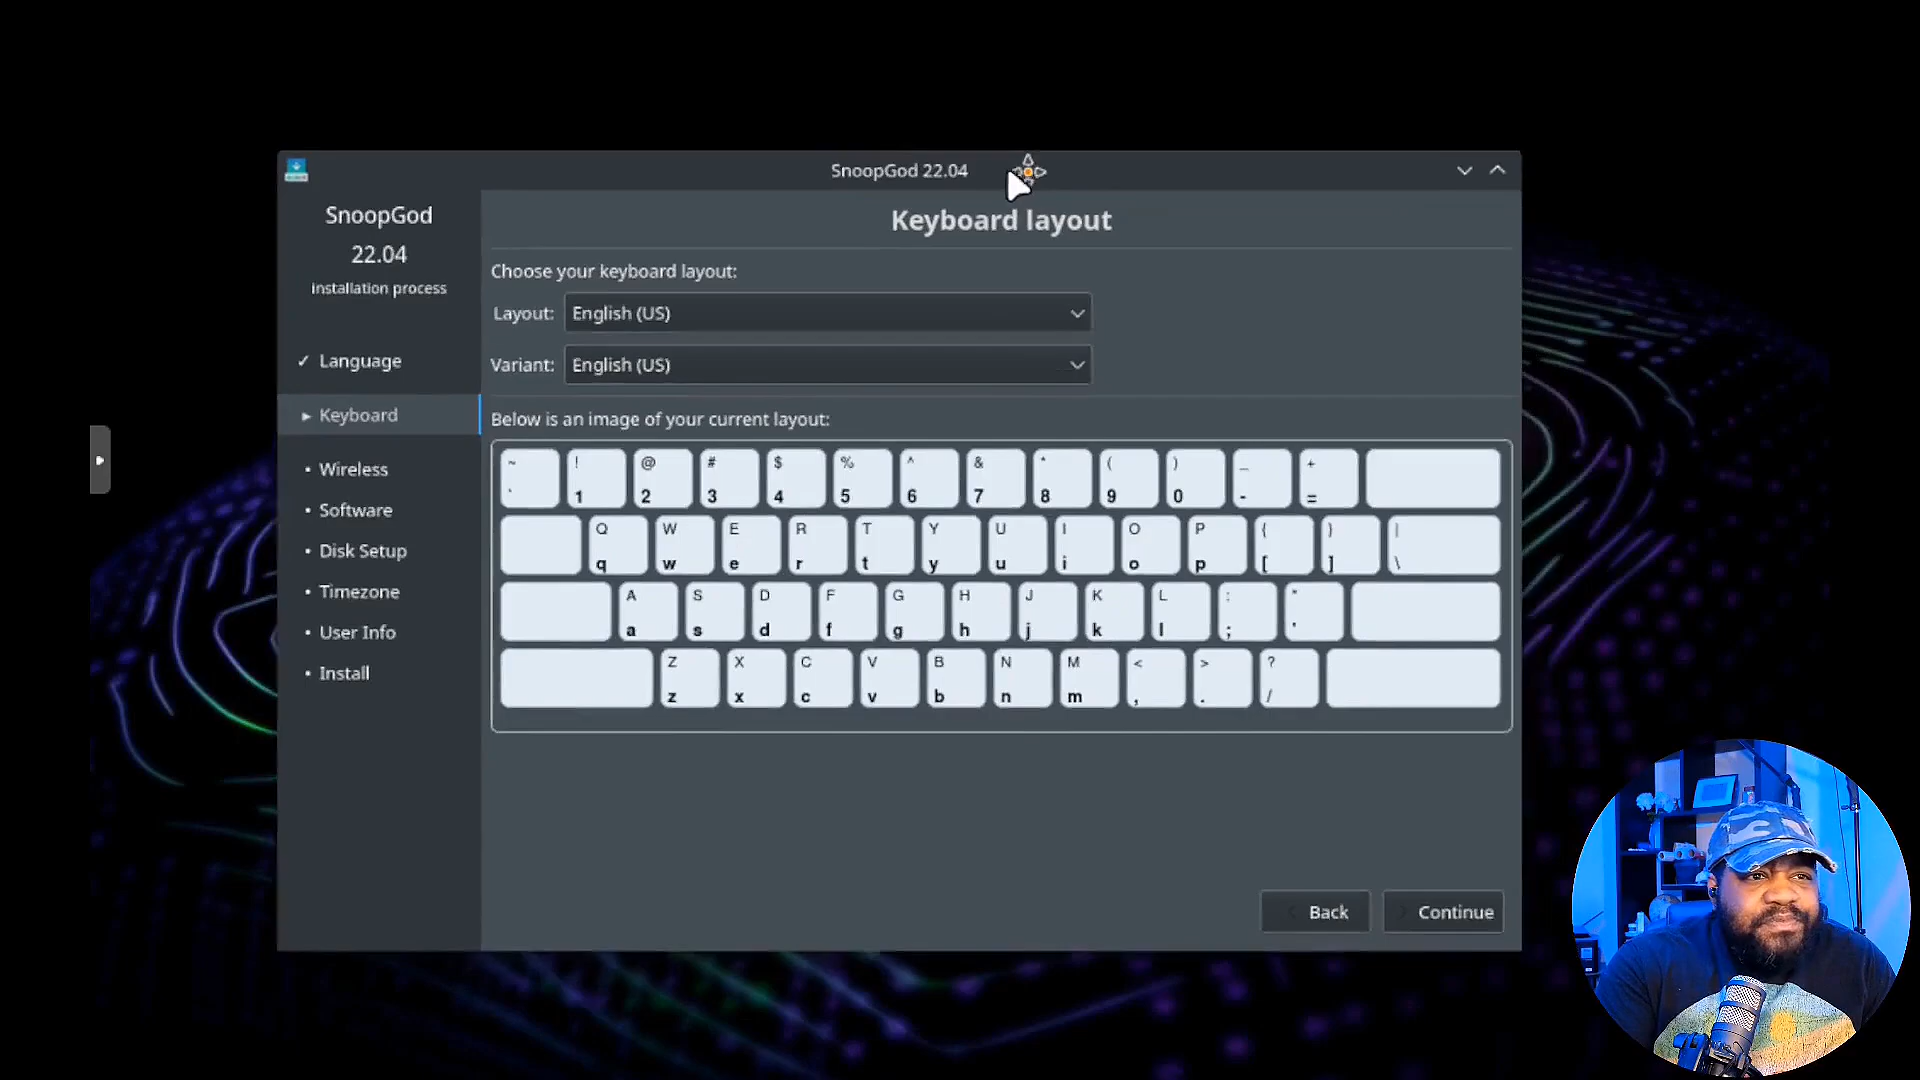 SnoopGod 22.04
SnoopGod
22.04
installation process
✓ Language
▸ Keyboard
• Wireless
• Software
• Disk Setup
• Timezone
• User Info
• Install
Keyboard layout
Choose your keyboard layout:
Layout: English (US)
Variant: English (US)
Below is an image of your current layout:
~ ! @ # $ % ^ & * ( ) _ +
` 1 2 3 4 5 6 7 8 9 0 - =
Q W E R T Y U I O P { } |
q w e r t y u i o p [ ] \
A S D F G H J K L : "
a s d f g h j k l ; '
Z X C V B N M < > ?
z x c v b n m , . /
Back
Continue